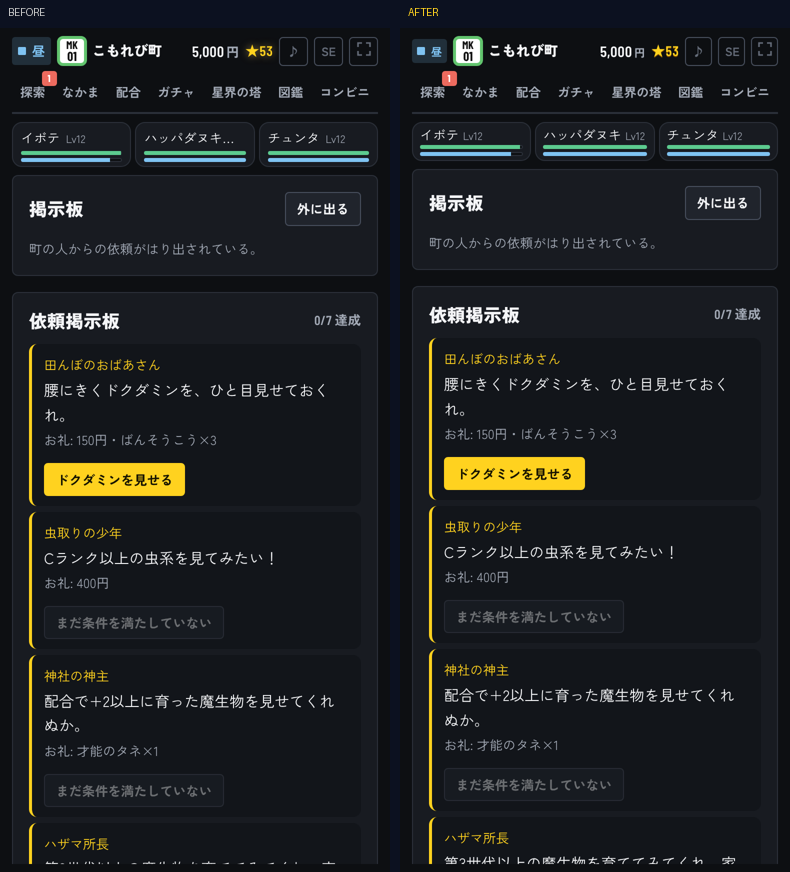 BEFORE
昼
MK
01
こもれび町
5,000 円
★53
♪
SE
1
探索 なかま 配合 ガチャ 星界の塔 図鑑 コンビニ
イボテ Lv12
ハッパダヌキ…
チュンタ Lv12
掲示板
外に出る
町の人からの依頼がはり出されている。
依頼掲示板
0/7 達成
田んぼのおばあさん
腰にきくドクダミンを、ひと目見せておく
れ。
お礼: 150円・ばんそうこう×3
ドクダミンを見せる
虫取りの少年
Cランク以上の虫系を見てみたい！
お礼: 400円
まだ条件を満たしていない
神社の神主
配合で＋2以上に育った魔生物を見せてくれ
ぬか。
お礼: 才能のタネ×1
まだ条件を満たしていない
ハザマ所長
AFTER
昼
MK
01
こもれび町
5,000 円
★53
♪
SE
1
探索 なかま 配合 ガチャ 星界の塔 図鑑 コンビニ
イボテ Lv12
ハッパダヌキ Lv12
チュンタ Lv12
掲示板
外に出る
町の人からの依頼がはり出されている。
依頼掲示板
0/7 達成
田んぼのおばあさん
腰にきくドクダミンを、ひと目見せておく
れ。
お礼: 150円・ばんそうこう×3
ドクダミンを見せる
虫取りの少年
Cランク以上の虫系を見てみたい！
お礼: 400円
まだ条件を満たしていない
神社の神主
配合で＋2以上に育った魔生物を見せてくれ
ぬか。
お礼: 才能のタネ×1
まだ条件を満たしていない
ハザマ所長
第3世代以上の魔生物を育ててみてくれ。家